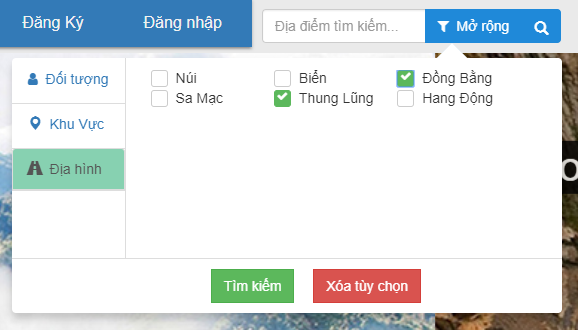 Đăng Ký Đăng nhập Địa điểm tìm kiếm... Mở rộng
Đối tượng
Khu Vực
Địa hình
Núi Biển Đồng Bằng
Sa Mạc Thung Lũng Hang Động
Tìm kiếm Xóa tùy chọn